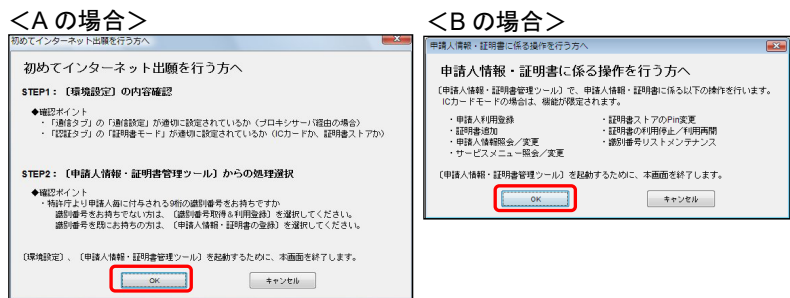 ＜Aの場合＞
初めてインターネット出願を行う方へ
初めてインターネット出願を行う方へ
STEP1：〔環境設定〕の内容確認
◆確認ポイント
・「通信タブ」の「通信設定」が適切に設定されているか（プロキシサーバ経由の場合）
・「認証タブ」の「証明書モード」が適切に設定されているか（ICカードか、証明書ストアか）
STEP2：〔申請人情報・証明書管理ツール〕からの処理選択
◆確認ポイント
・特許庁より申請人毎に付与される9桁の識別番号をお持ちですか
識別番号をお持ちでない方は、〔識別番号取得＆利用登録〕を選択してください。
識別番号を既にお持ちの方は、〔申請人情報・証明書の登録〕を選択してください。
〔環境設定〕、〔申請人情報・証明書管理ツール〕を起動するために、本画面を終了します。
OK
キャンセル
＜Bの場合＞
申請人情報・証明書に係る操作を行う方へ
申請人情報・証明書に係る操作を行う方へ
〔申請人情報・証明書管理ツール〕で、申請人情報・証明書に係る以下の操作を行います。
ICカードモードの場合は、機能が限定されます。
・申請人利用登録
・証明書追加
・申請人情報照会／変更
・サービスメニュー照会／変更
・証明書ストアのPin変更
・証明書の利用停止／利用再開
・識別番号リストメンテナンス
〔申請人情報・証明書管理ツール〕を起動するために、本画面を終了します。
OK
キャンセル